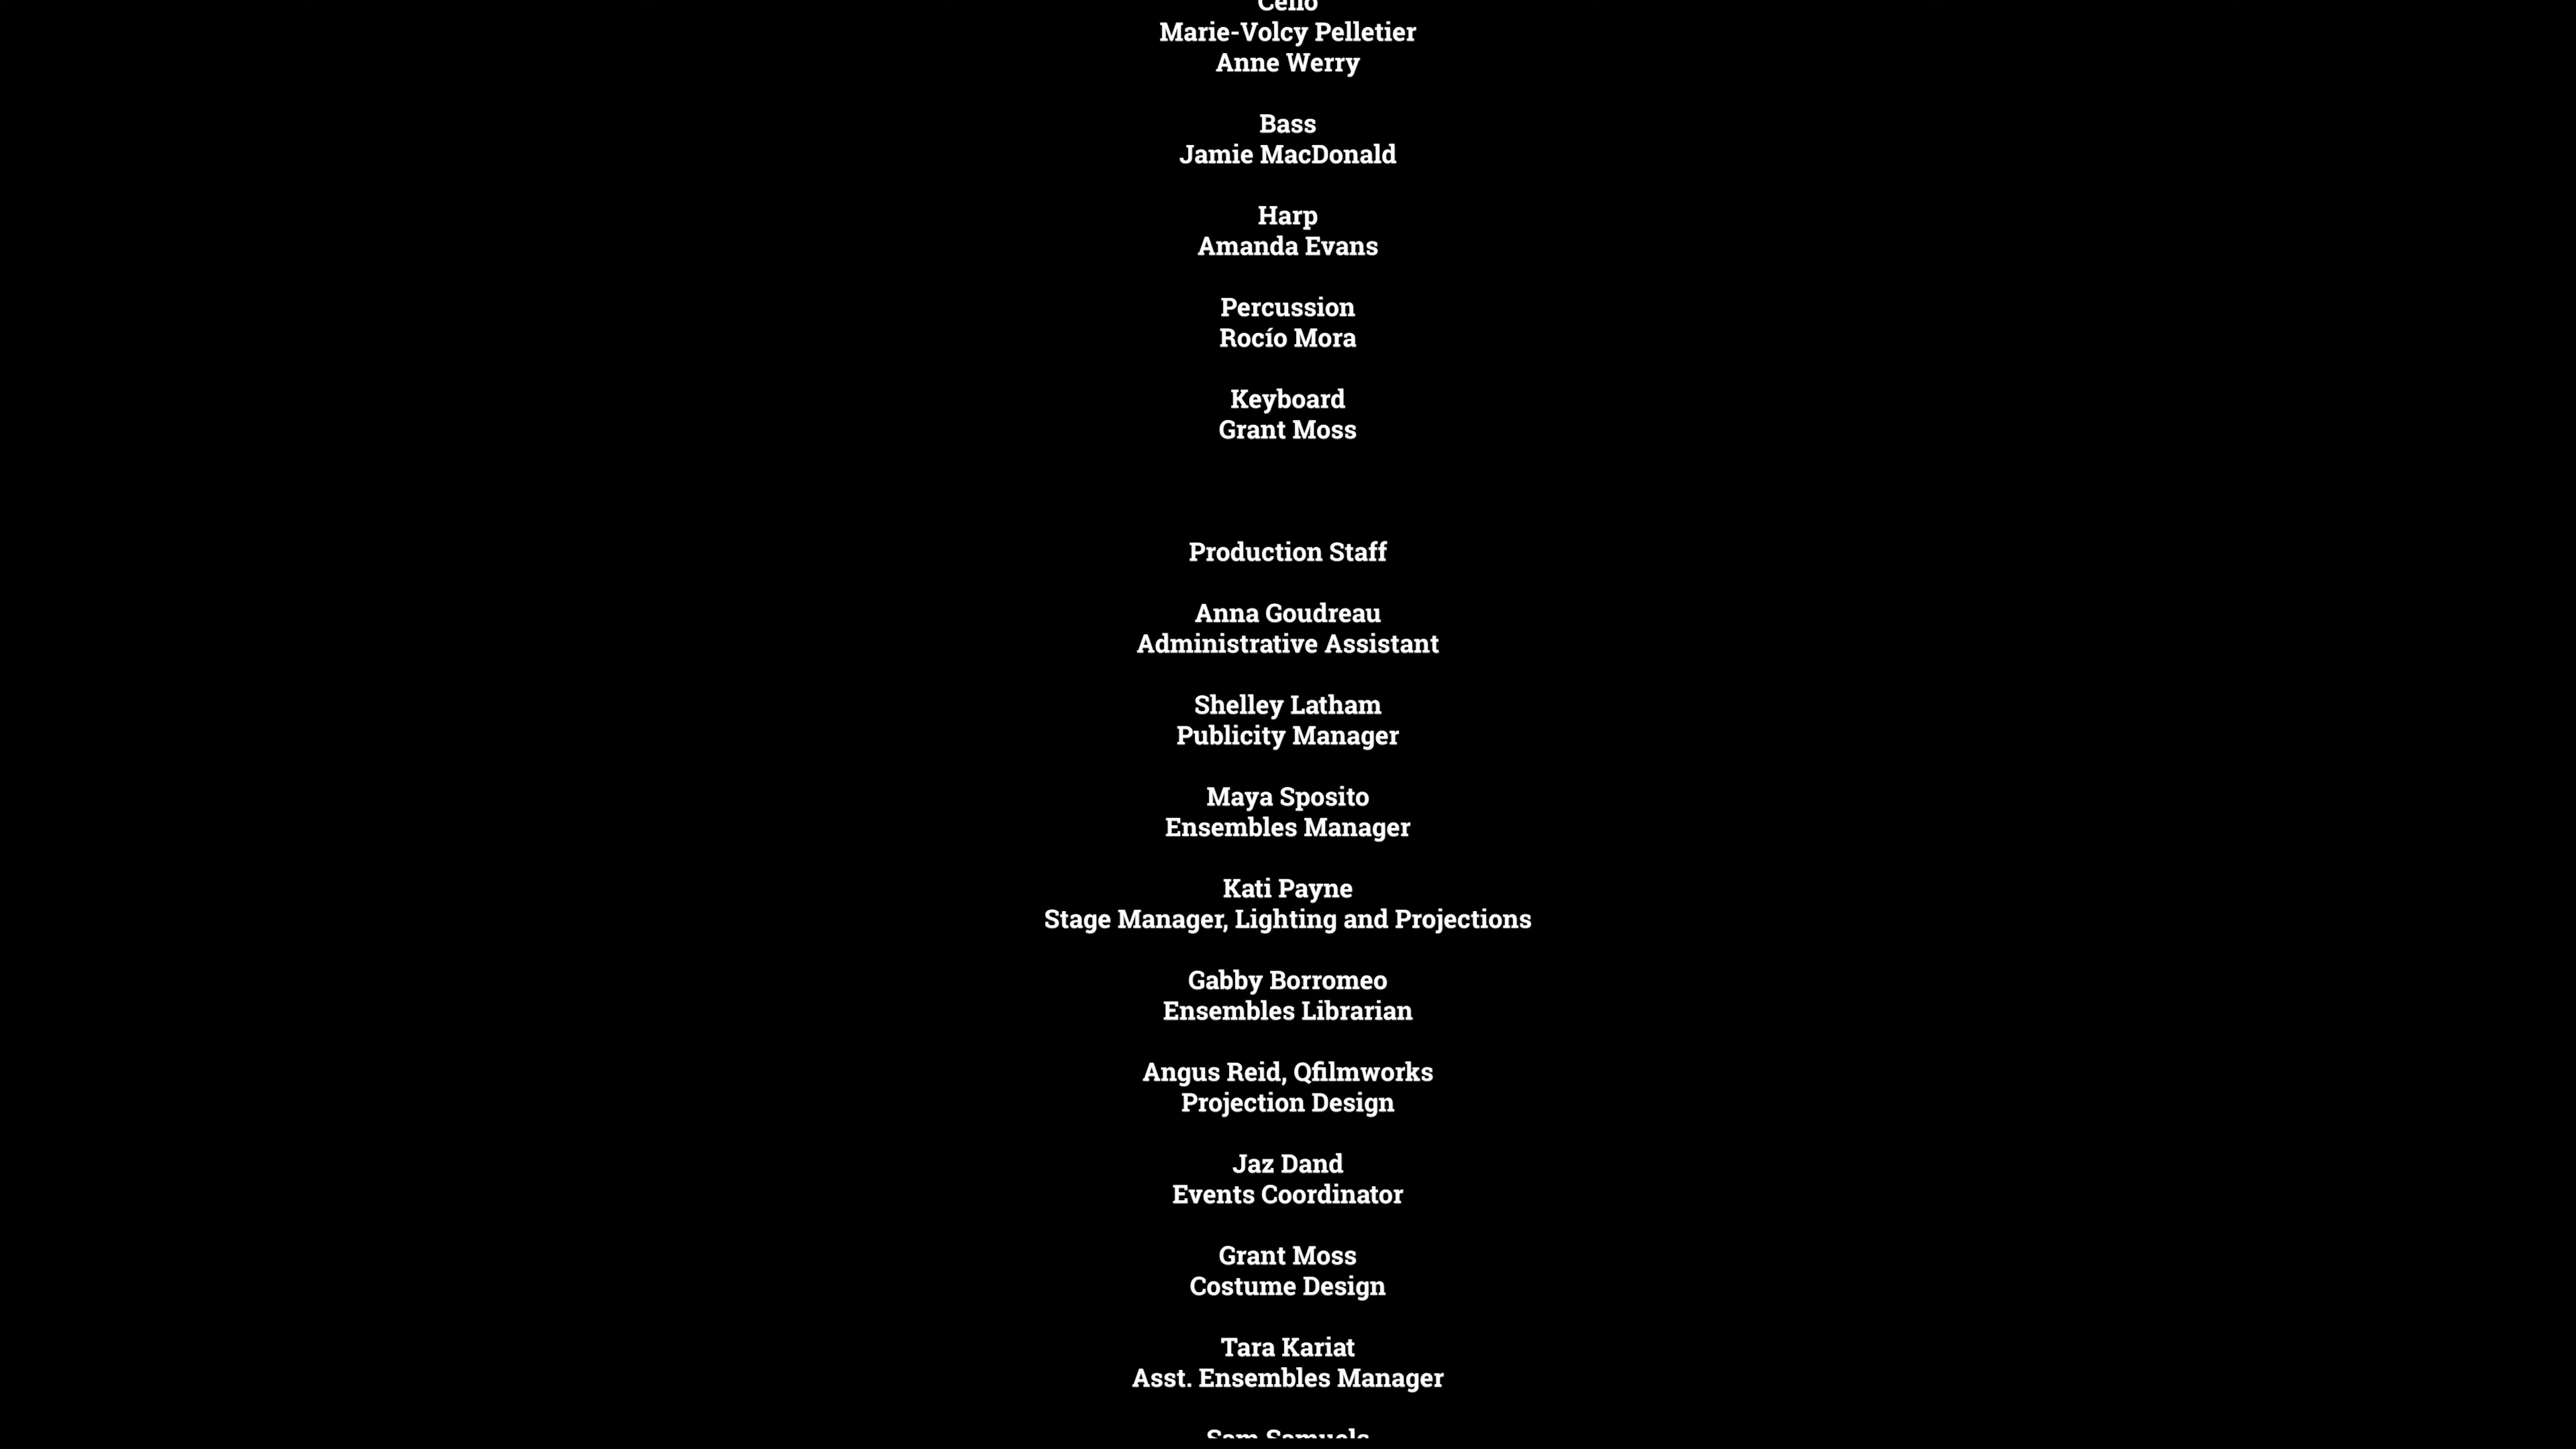 Cello
Marie-Volcy Pelletier
Anne Werry
Bass
Jamie MacDonald
Harp
Amanda Evans
Percussion
Rocío Mora
Keyboard
Grant Moss
Production Staff
Anna Goudreau
Administrative Assistant
Shelley Latham
Publicity Manager
Maya Sposito
Ensembles Manager
Kati Payne
Stage Manager, Lighting and Projections
Gabby Borromeo
Ensembles Librarian
Angus Reid, Qfilmworks
Projection Design
Jaz Dand
Events Coordinator
Grant Moss
Costume Design
Tara Kariat
Asst. Ensembles Manager
Sam Samuels